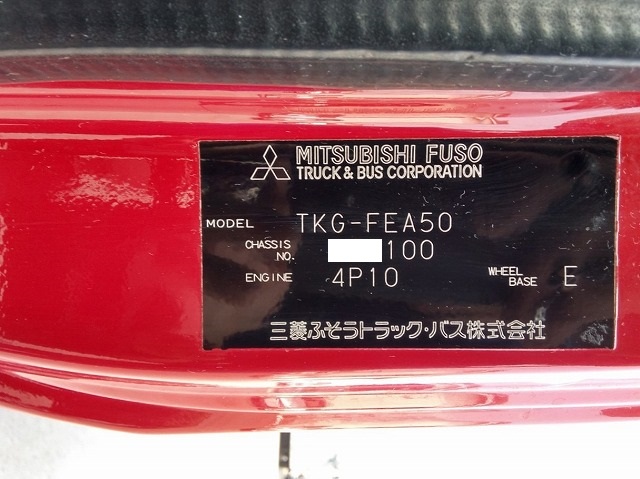 MITSUBISHI FUSO
TRUCK & BUS CORPORATION
MODEL TKG-FEA50
CHASSIS NO. 100
ENGINE 4P10 WHEEL BASE E
三菱ふそうトラック・バス株式会社